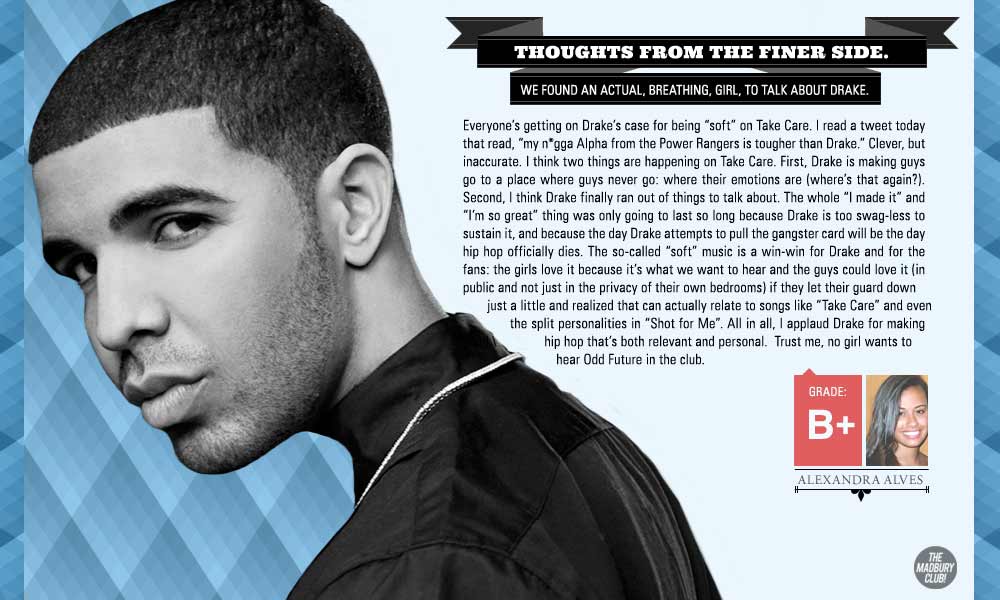 THOUGHTS FROM THE FINER SIDE.
WE FOUND AN ACTUAL, BREATHING, GIRL, TO TALK ABOUT DRAKE.
Everyone's getting on Drake's case for being "soft" on Take Care. I read a tweet today
that read, "my n*gga Alpha from the Power Rangers is tougher than Drake." Clever, but
inaccurate. I think two things are happening on Take Care. First, Drake is making guys
go to a place where guys never go: where their emotions are (where's that again?).
Second, I think Drake finally ran out of things to talk about. The whole "I made it" and
"I'm so great" thing was only going to last so long because Drake is too swag-less to
sustain it, and because the day Drake attempts to pull the gangster card will be the day
hip hop officially dies. The so-called "soft" music is a win-win for Drake and for the
fans: the girls love it because it's what we want to hear and the guys could love it (in
public and not just in the privacy of their own bedrooms) if they let their guard down
just a little and realized that can actually relate to songs like "Take Care" and even
the split personalities in "Shot for Me". All in all, I applaud Drake for making
hip hop that's both relevant and personal. Trust me, no girl wants to
hear Odd Future in the club.
GRADE:
B+
ALEXANDRA ALVES
THE
MADBURY
CLUB!